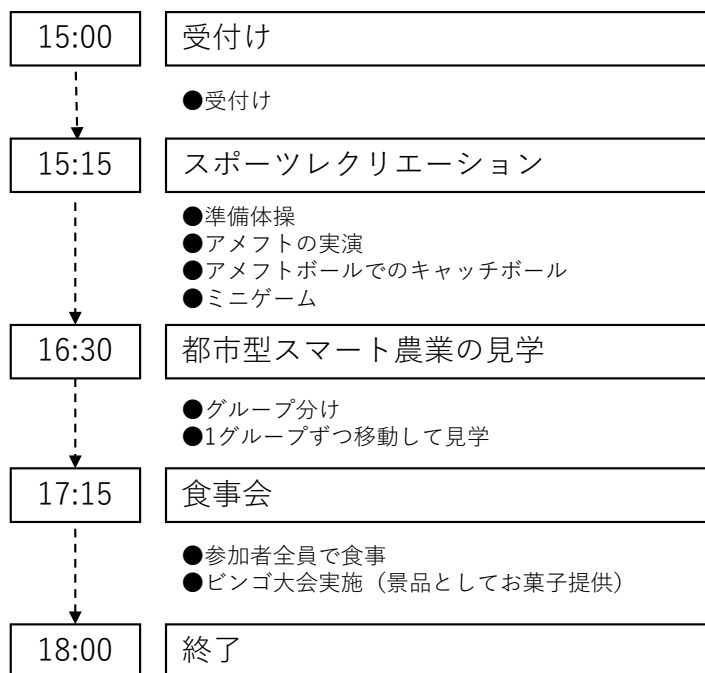 15:00 受付け
●受付け
15:15 スポーツレクリエーション
●準備体操
●アメフトの実演
●アメフトボールでのキャッチボール
●ミニゲーム
16:30 都市型スマート農業の見学
●グループ分け
●1グループずつ移動して見学
17:15 食事会
●参加者全員で食事
●ビンゴ大会実施（景品としてお菓子提供）
18:00 終了